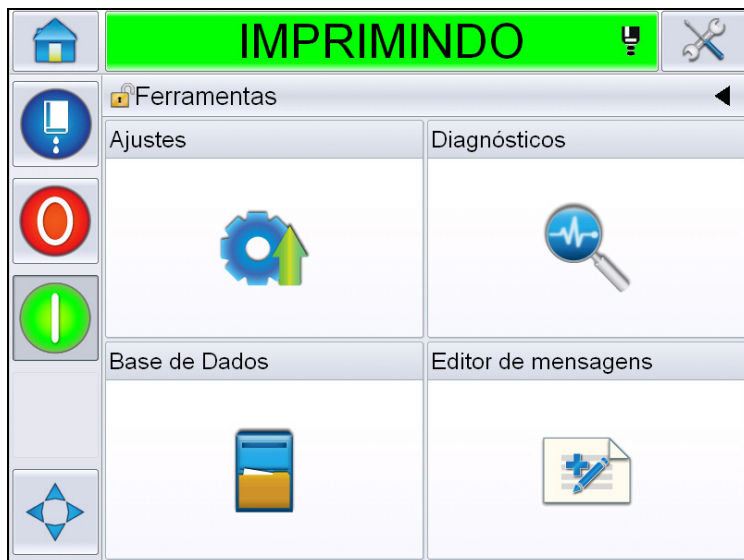 IMPRIMINDO
Ferramentas
Ajustes
Diagnósticos
Base de Dados
Editor de mensagens